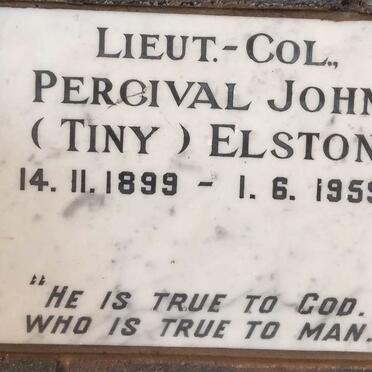 LIEUT.-COL.,
PERCIVAL JOHN
(TINY) ELSTON
14.11.1899 - 1.6.1959
"HE IS TRUE TO GOD.
WHO IS TRUE TO MAN.